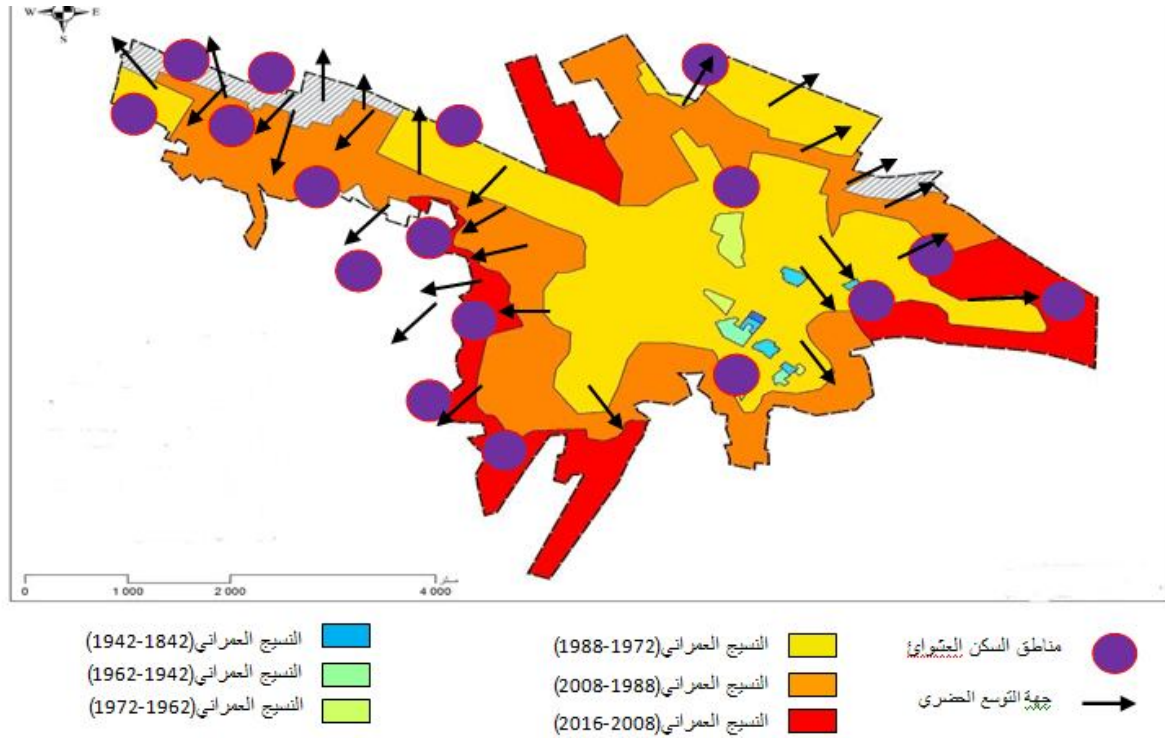 W E
S
0 1 000 2 000 4 000 متر
مناطق السكن العشوائ
جهة التوسع الحضري
النسيج العمراني(1972-1988)
النسيج العمراني(1988-2008)
النسيج العمراني(2008-2016)
النسيج العمراني(1842-1942)
النسيج العمراني(1942-1962)
النسيج العمراني(1962-1972)